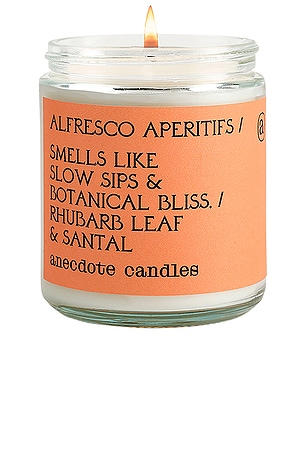 ALFRESCO APERITIFS /
SMELLS LIKE
SLOW SIPS &
BOTANICAL BLISS. /
RHUBARB LEAF
& SANTAL
anecdote candles